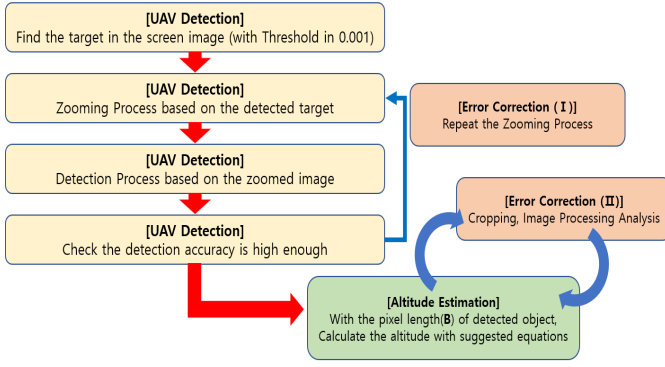 [UAV Detection]
Find the target in the screen image (with Threshold in 0.001)
[UAV Detection]
Zooming Process based on the detected target
[Error Correction (Ⅰ)]
Repeat the Zooming Process
[UAV Detection]
Detection Process based on the zoomed image
[Error Correction (Ⅱ)]
Cropping, Image Processing Analysis
[UAV Detection]
Check the detection accuracy is high enough
[Altitude Estimation]
With the pixel length(B) of detected object,
Calculate the altitude with suggested equations